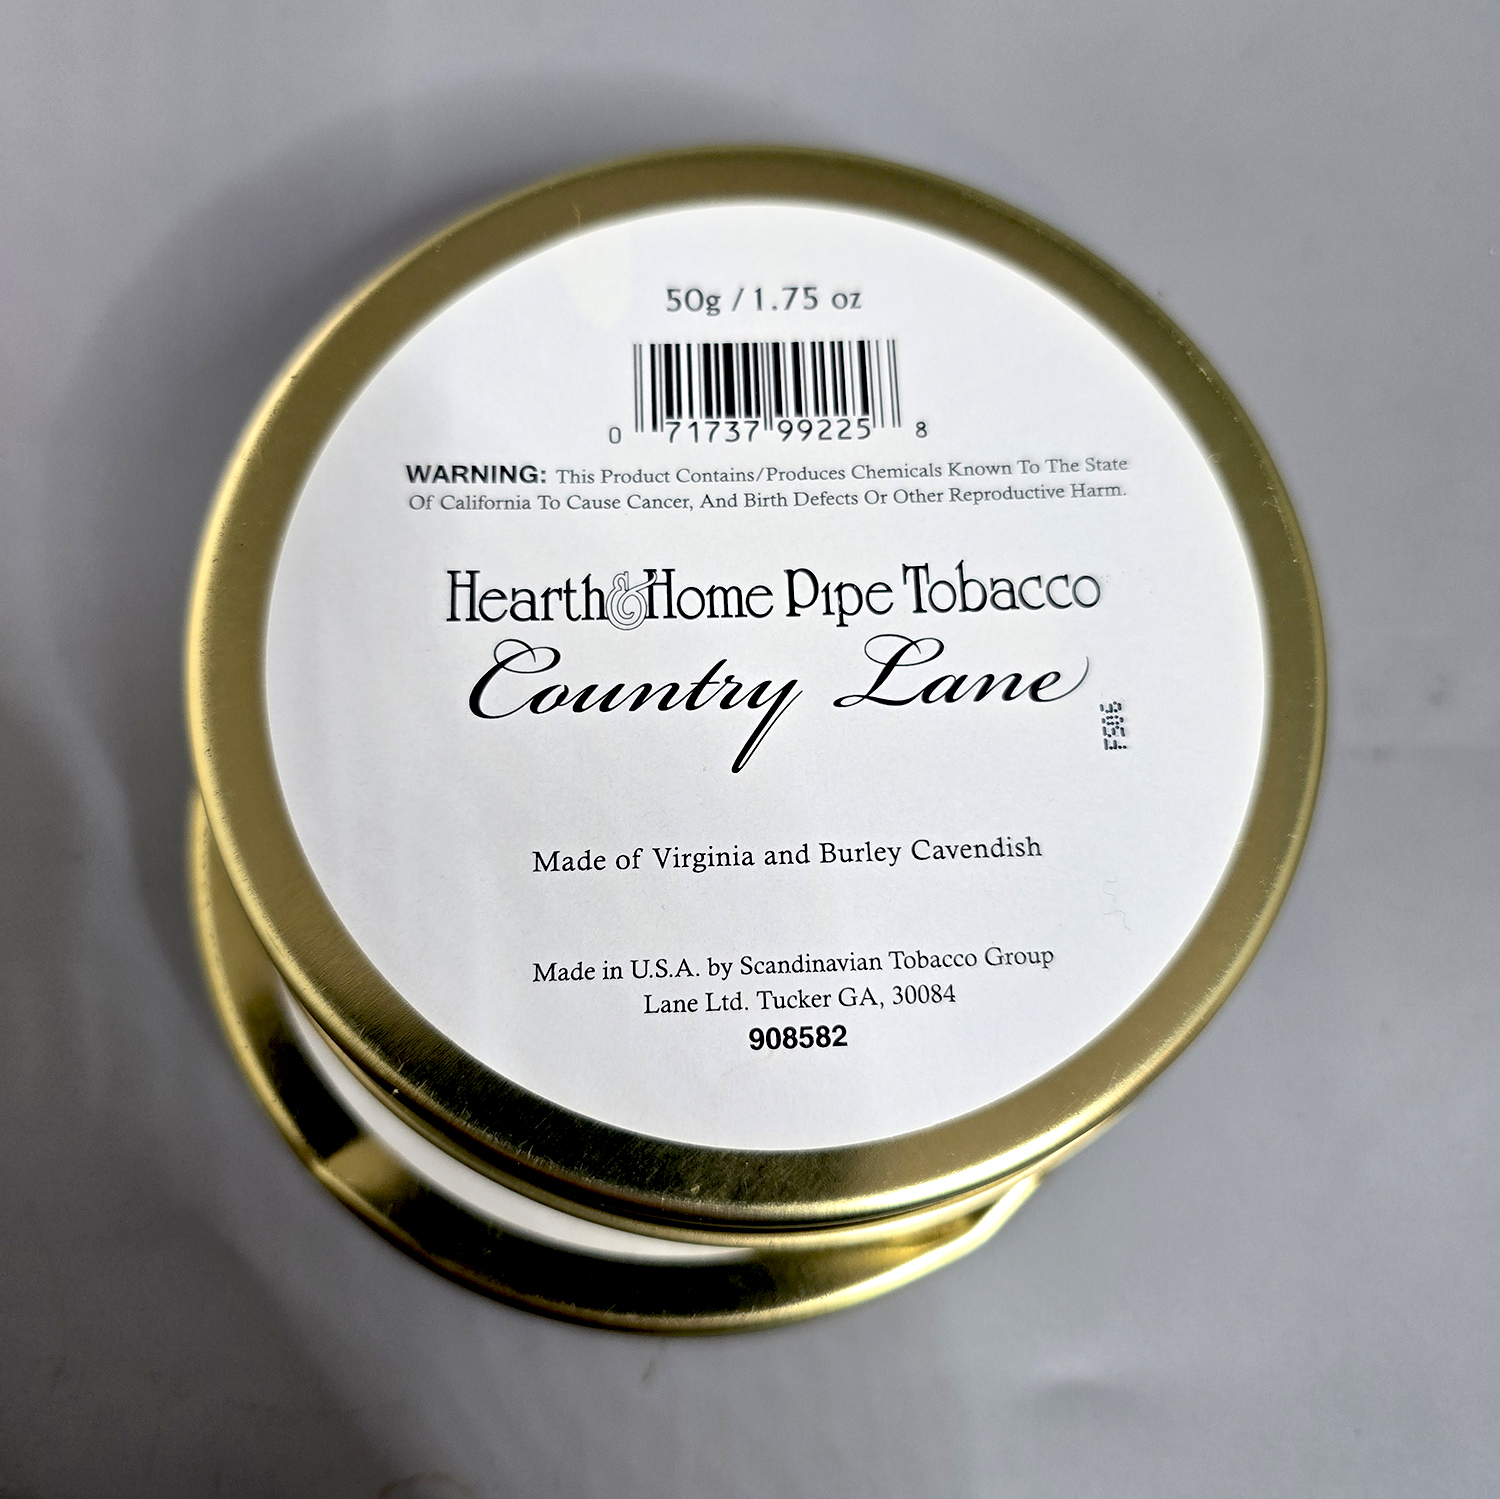 50g / 1.75 oz
0 71737 99225 8
WARNING: This Product Contains/Produces Chemicals Known To The State
Of California To Cause Cancer, And Birth Defects Or Other Reproductive Harm.
Hearth & Home Pipe Tobacco
Country Lane
Made of Virginia and Burley Cavendish
Made in U.S.A. by Scandinavian Tobacco Group
Lane Ltd. Tucker GA, 30084
908582